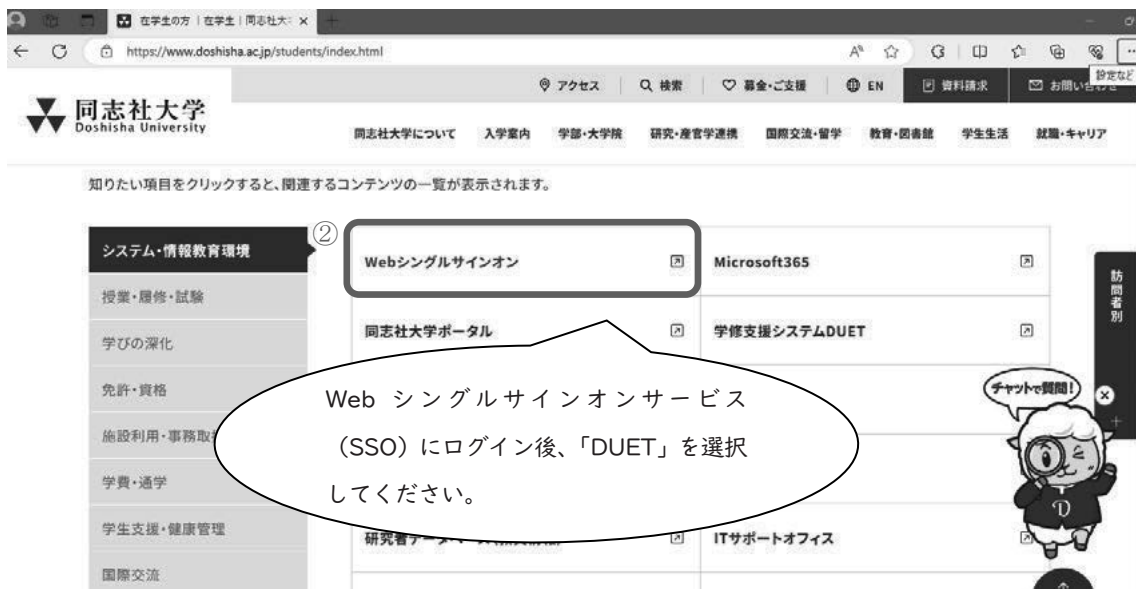 在学生の方｜在学生｜同志社大
https://www.doshisha.ac.jp/students/index.html
設定など
アクセス
検索
募金・ご支援
EN
資料請求
お問い合わせ
同志社大学
Doshisha University
同志社大学について
入学案内
学部・大学院
研究・産官学連携
国際交流・留学
教育・図書館
学生生活
就職・キャリア
知りたい項目をクリックすると、関連するコンテンツの一覧が表示されます。
システム・情報教育環境
授業・履修・試験
学びの深化
免許・資格
施設利用・事務取
学費・通学
学生支援・健康管理
国際交流
②
Webシングルサインオン
Microsoft365
同志社大学ポータル
学修支援システムDUET
Web シングルサインオンサービス
（SSO）にログイン後、「DUET」を選択
してください。
ITサポートオフィス
訪問者別
チャットで質問！
D